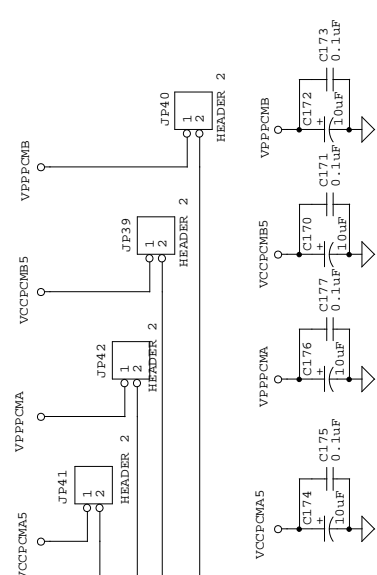 VPPPCMB
JP40
1
2
HEADER 2
VCCPCMB5
JP39
1
2
HEADER 2
VPPPCMA
JP42
1
2
HEADER 2
VCCPCMA5
JP41
1
2
HEADER 2
VPPPCMB
C172
+
10uF
C173
0.1uF
VCCPCMB5
C170
+
10uF
C171
0.1uF
VPPPCMA
C176
+
10uF
C177
0.1uF
VCCPCMA5
C174
+
10uF
C175
0.1uF